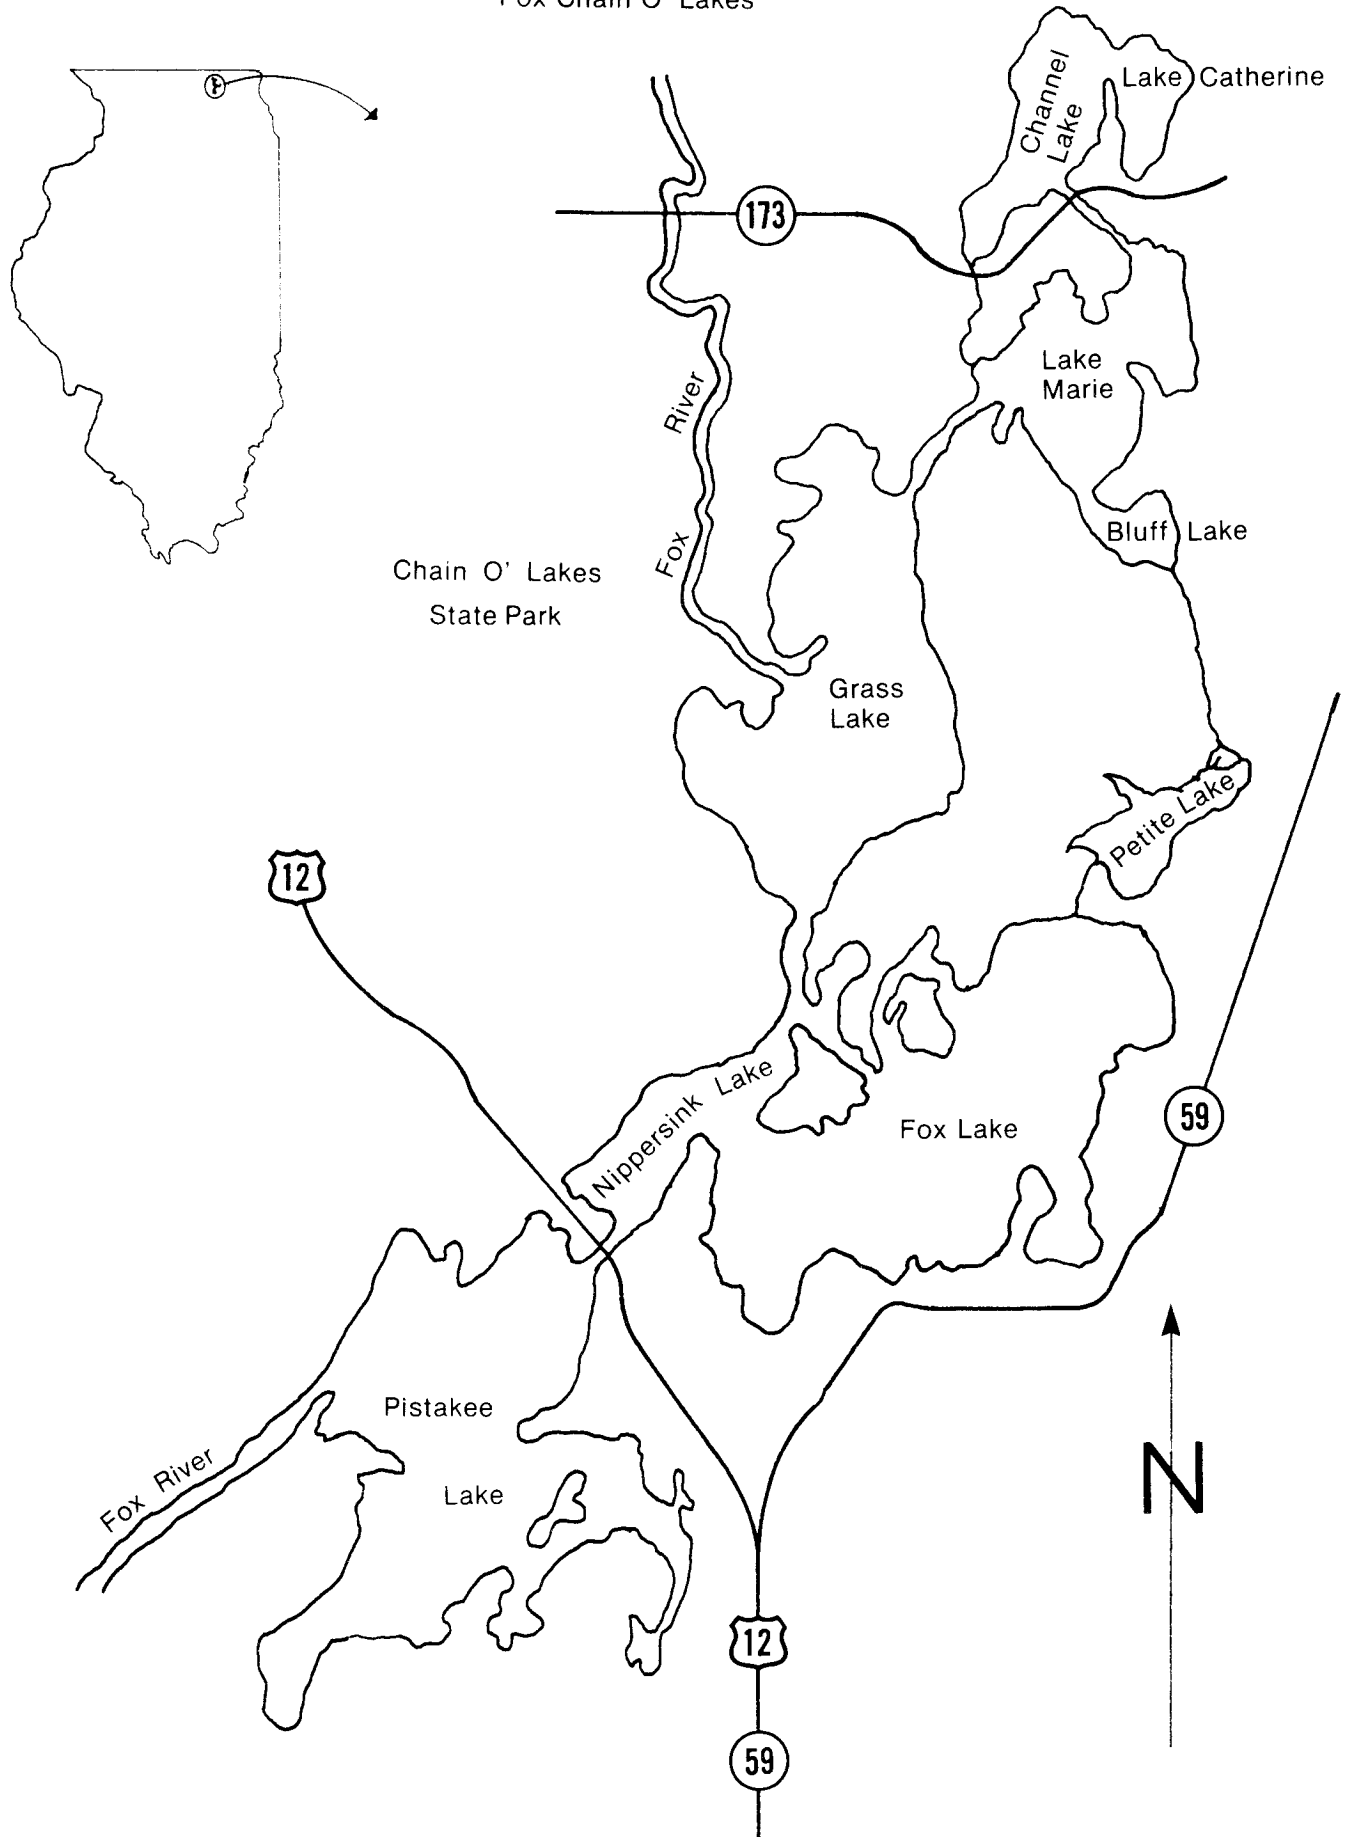 Fox Chain O' Lakes
Channel
Lake
Lake Catherine
173
Lake
Marie
River
Fox
Bluff Lake
Chain O' Lakes
State Park
Grass
Lake
Petite Lake
12
Nippersink Lake
Fox Lake
59
Pistakee
Lake
Fox River
N
12
59